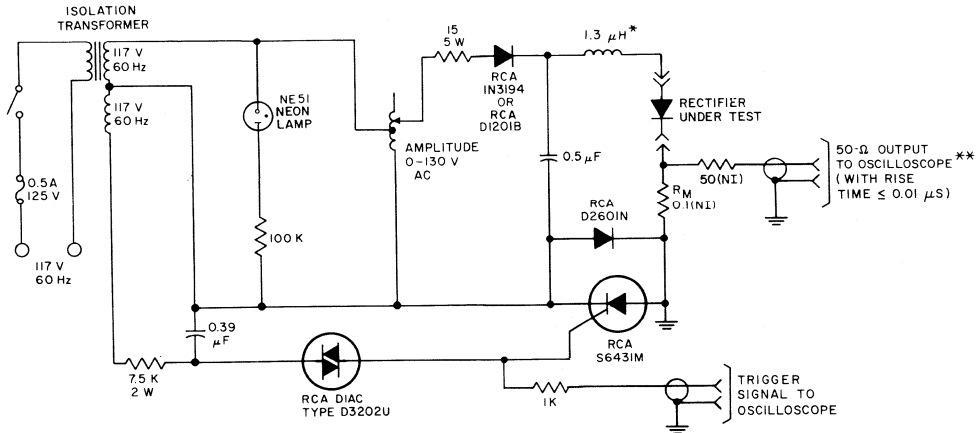 ISOLATION
TRANSFORMER
117 V
60 Hz
117 V
60 Hz
0.5A
125 V
117 V
60 Hz
NE51
NEON
LAMP
100 K
AMPLITUDE
0-130 V
AC
15
5 W
RCA
IN3194
OR
RCA
D1201B
1.3 μH*
0.5 μF
RECTIFIER
UNDER TEST
50(NI)
50-Ω OUTPUT
TO OSCILLOSCOPE**
(WITH RISE
TIME ≤ 0.01 μS)
RM
0.1(NI)
RCA
D2601N
RCA
S6431M
0.39
μF
7.5 K
2 W
RCA DIAC
TYPE D3202U
1K
TRIGGER
SIGNAL TO
OSCILLOSCOPE